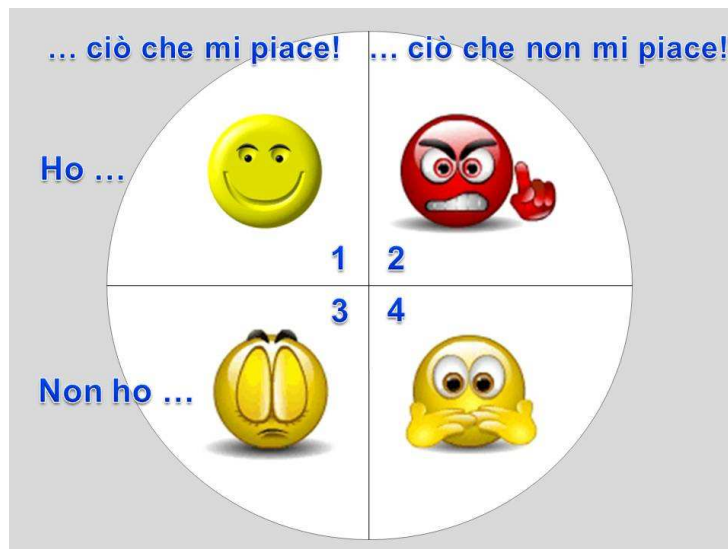 … ciò che mi piace!
… ciò che non mi piace!
Ho …
1
2
3
4
Non ho …